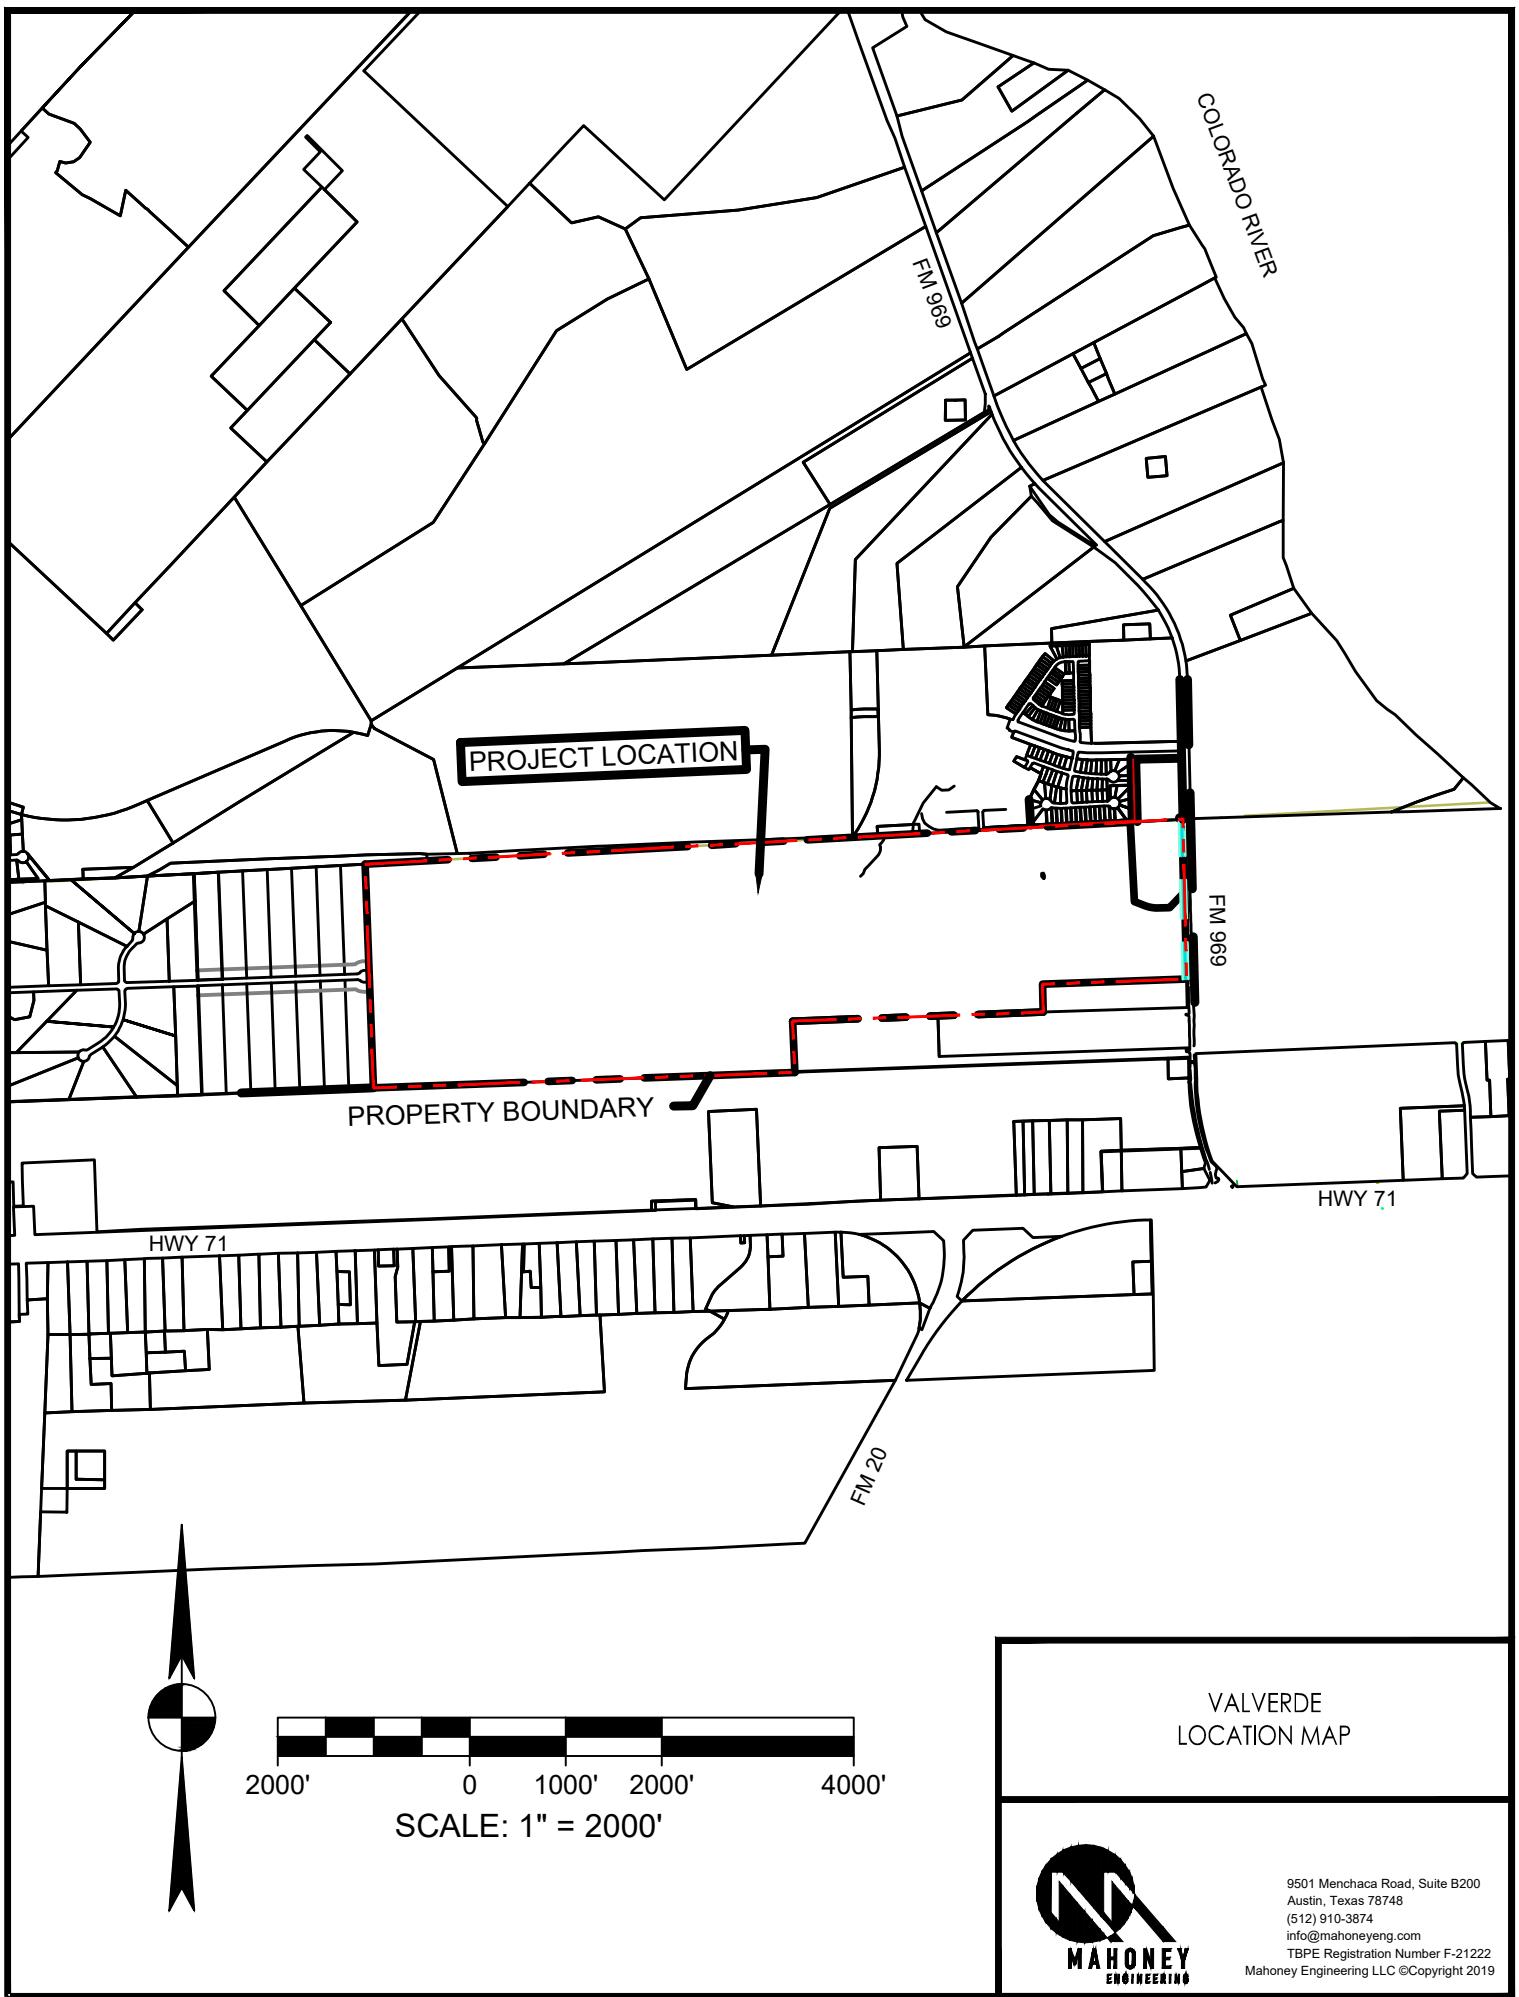 COLORADO RIVER
FM 969
PROJECT LOCATION
FM 969
PROPERTY BOUNDARY
HWY 71
HWY 71
FM 20
2000' 0 1000' 2000' 4000'
SCALE: 1" = 2000'
VALVERDE
LOCATION MAP
MAHONEY
ENGINEERING
9501 Menchaca Road, Suite B200
Austin, Texas 78748
(512) 910-3874
info@mahoneyeng.com
TBPE Registration Number F-21222
Mahoney Engineering LLC ©Copyright 2019